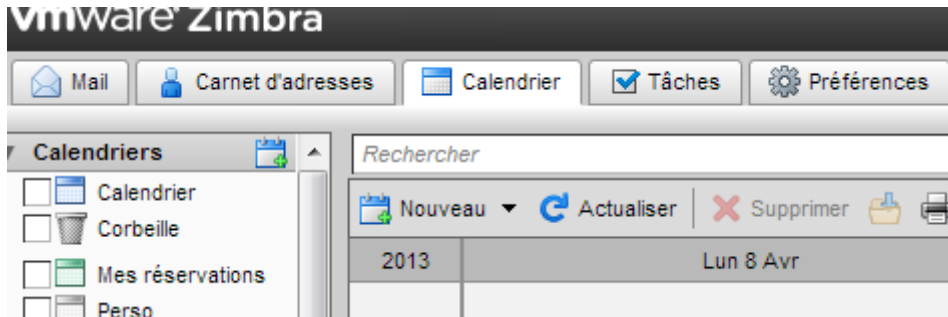 vmware Zimbra
Mail Carnet d'adresses Calendrier Tâches Préférences
Calendriers
Rechercher
Calendrier
Corbeille
Mes réservations
Perso
Nouveau Actualiser Supprimer
2013 Lun 8 Avr